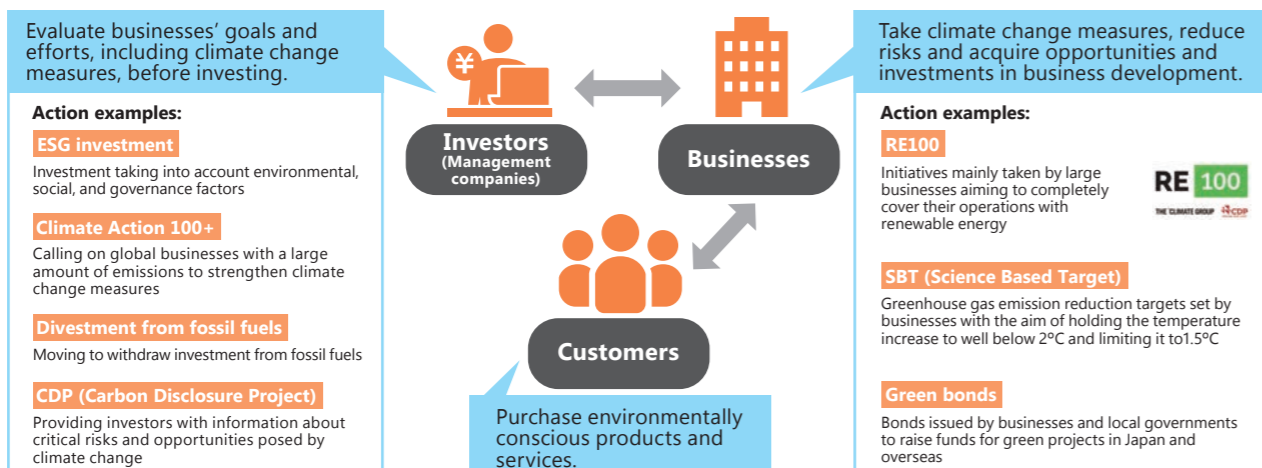 Evaluate businesses’ goals and
efforts, including climate change
measures, before investing.
Action examples:
ESG investment
Investment taking into account environmental,
social, and governance factors
Climate Action 100+
Calling on global businesses with a large
amount of emissions to strengthen climate
change measures
Divestment from fossil fuels
Moving to withdraw investment from fossil fuels
CDP (Carbon Disclosure Project)
Providing investors with information about
critical risks and opportunities posed by
climate change
¥
Investors
(Management
companies)
Businesses
Customers
Purchase environmentally
conscious products and
services.
Take climate change measures, reduce
risks and acquire opportunities and
investments in business development.
Action examples:
RE100
Initiatives mainly taken by large
businesses aiming to completely
cover their operations with
renewable energy
RE 100
THE CLIMATE GROUP CDP
SBT (Science Based Target)
Greenhouse gas emission reduction targets set by
businesses with the aim of holding the temperature
increase to well below 2ºC and limiting it to1.5ºC
Green bonds
Bonds issued by businesses and local governments
to raise funds for green projects in Japan and
overseas